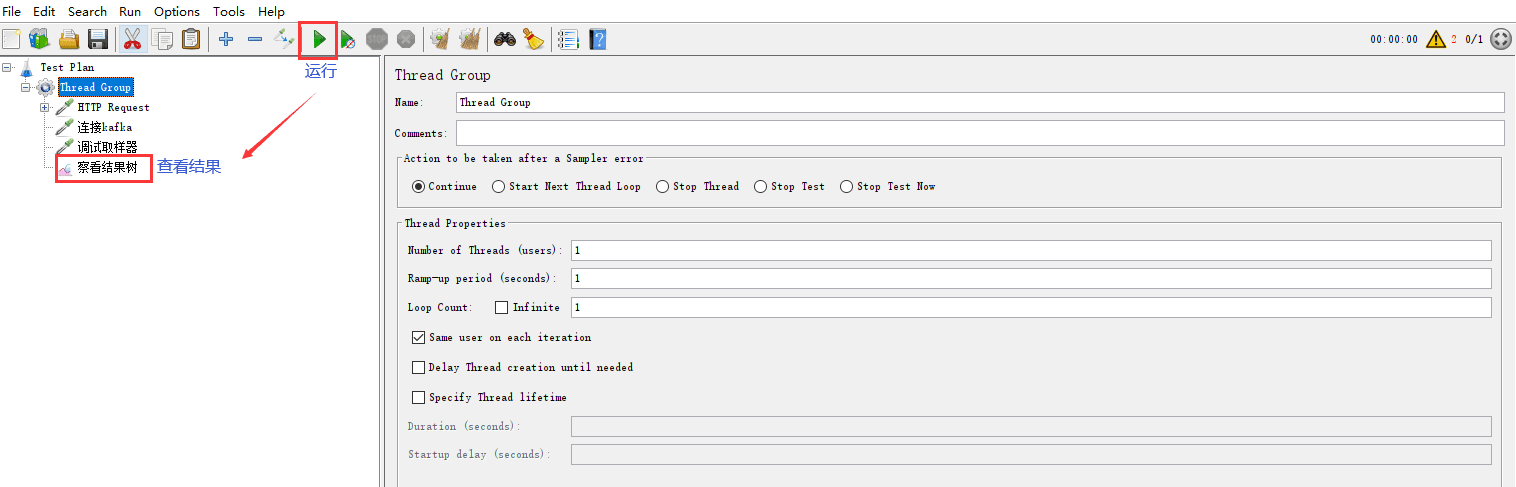 File Edit Search Run Options Tools Help
00:00:00 2 0/1
运行
Test Plan
Thread Group
HTTP Request
连接kafka
调试取样器
察看结果树 查看结果
Thread Group
Name: Thread Group
Comments:
Action to be taken after a Sampler error
Continue Start Next Thread Loop Stop Thread Stop Test Stop Test Now
Thread Properties
Number of Threads (users): 1
Ramp-up period (seconds): 1
Loop Count: Infinite 1
Same user on each iteration
Delay Thread creation until needed
Specify Thread lifetime
Duration (seconds):
Startup delay (seconds):